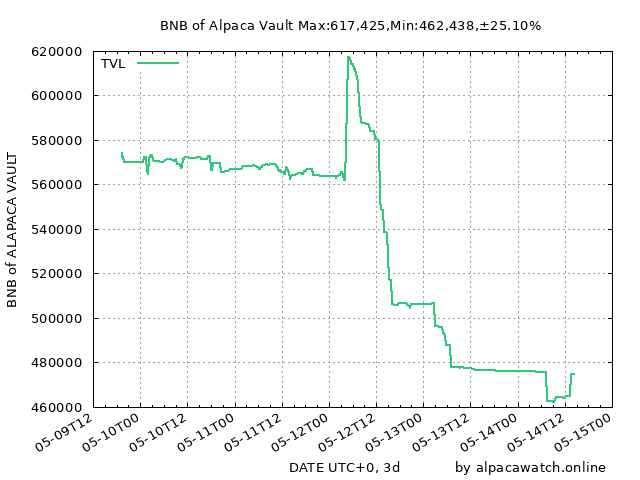 BNB of Alpaca Vault Max:617,425,Min:462,438,±25.10%
TVL
620000
600000
580000
560000
540000
520000
500000
480000
460000
BNB of ALAPACA VAULT
05-09T12
05-10T00
05-10T12
05-11T00
05-11T12
05-12T00
05-12T12
05-13T00
05-13T12
05-14T00
05-14T12
05-15T00
DATE UTC+0, 3d
by alpacawatch.online